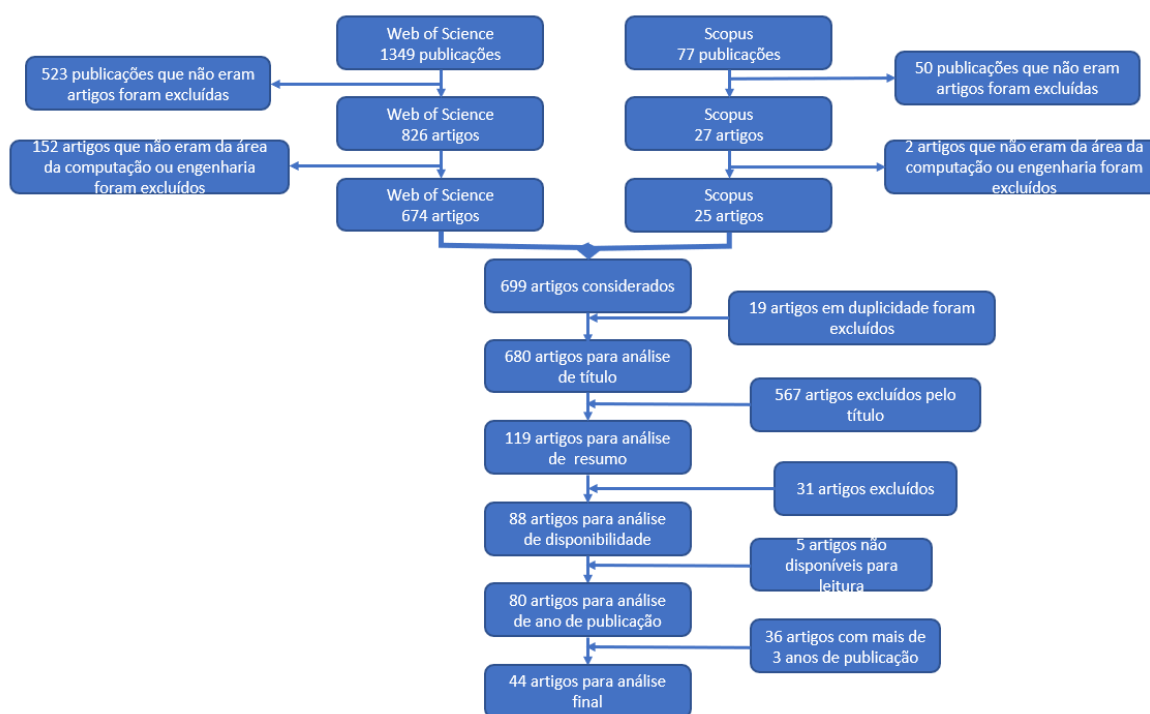 Web of Science
1349 publicações
Scopus
77 publicações
523 publicações que não eram
artigos foram excluídas
50 publicações que não eram
artigos foram excluídas
Web of Science
826 artigos
Scopus
27 artigos
152 artigos que não eram da área
da computação ou engenharia
foram excluídos
2 artigos que não eram da área da
computação ou engenharia foram
excluídos
Web of Science
674 artigos
Scopus
25 artigos
699 artigos considerados
19 artigos em duplicidade foram
excluídos
680 artigos para análise
de título
567 artigos excluídos pelo
título
119 artigos para análise
de resumo
31 artigos excluídos
88 artigos para análise
de disponibilidade
5 artigos não
disponíveis para
leitura
80 artigos para análise
de ano de publicação
36 artigos com mais de
3 anos de publicação
44 artigos para análise
final